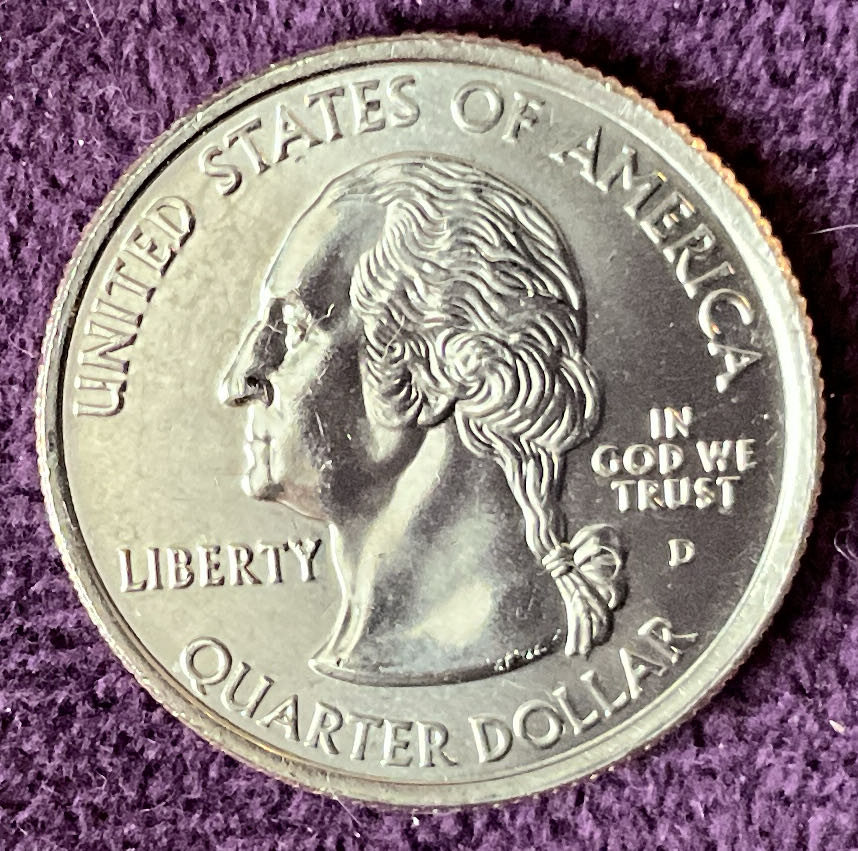 UNITED STATES OF AMERICA
IN
GOD WE
TRUST
LIBERTY
D
QUARTER DOLLAR